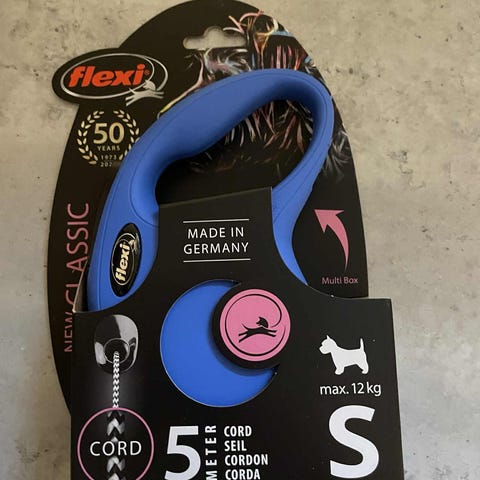 flexi
50
YEARS
1973
NEW CLASSIC
flexi
MADE IN
GERMANY
Multi Box
max. 12 kg
S
CORD
5
METER
CORD
SEIL
CORDON
CORDA